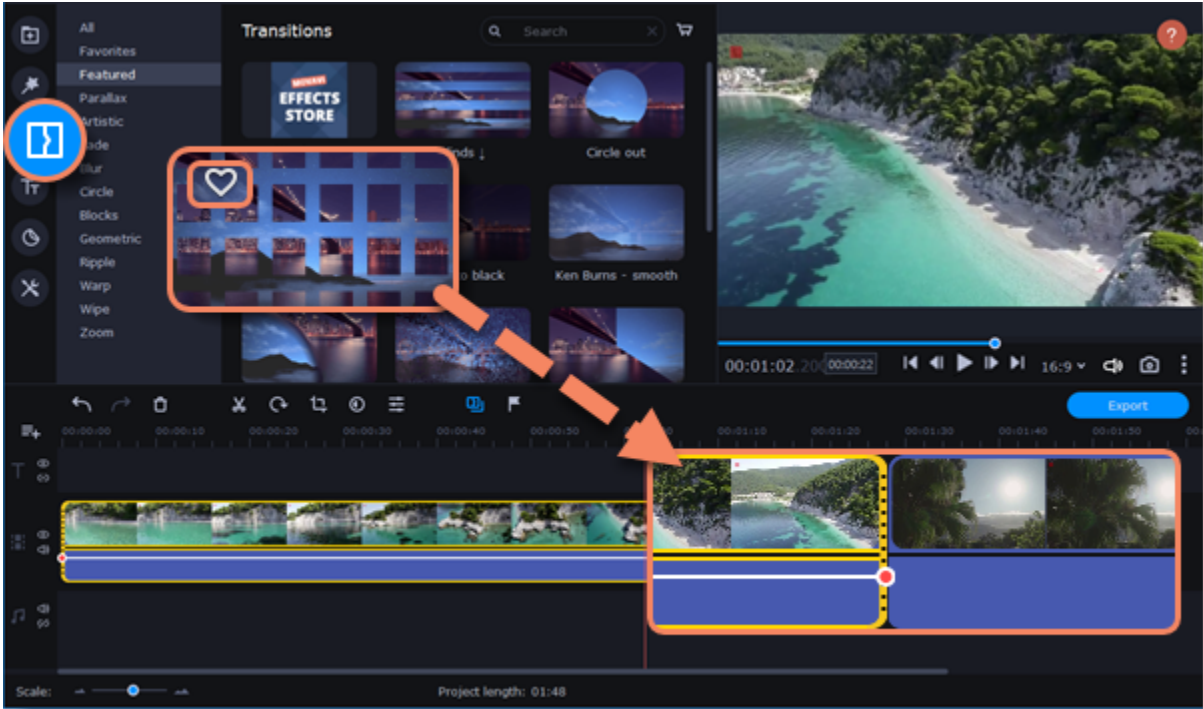 All
Favorites
Featured
Parallax
Artistic
Blur
Circle
Blocks
Geometric
Ripple
Warp
Wipe
Zoom
Transitions
Search
MOVAVI
EFFECTS
STORE
Circle out
black
Ken Burns - smooth
?
00:01:02
00:00:22
16:9
Export
00:00:00 00:00:10 00:00:20 00:00:30 00:00:40 00:00:50 00:01:10 00:01:20 00:01:30 00:01:40 00:01:50
Scale:
Project length: 01:48